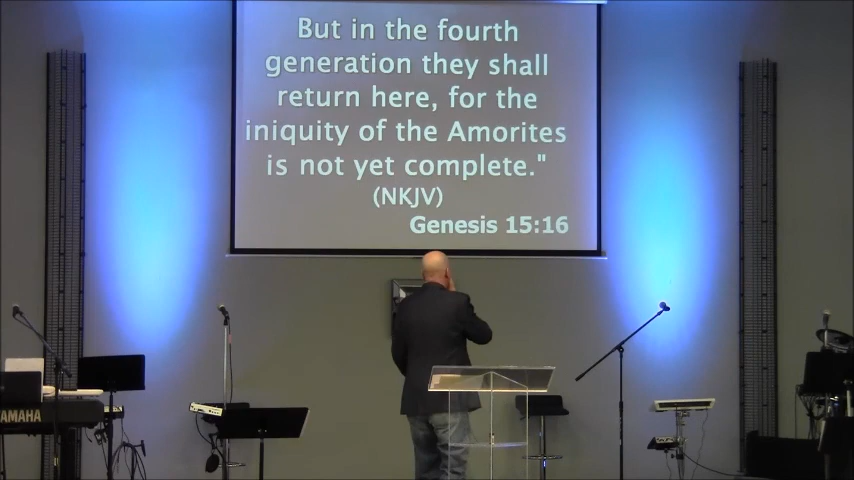 But in the fourth
generation they shall
return here, for the
iniquity of the Amorites
is not yet complete."
(NKJV)
Genesis 15:16
YAMAHA